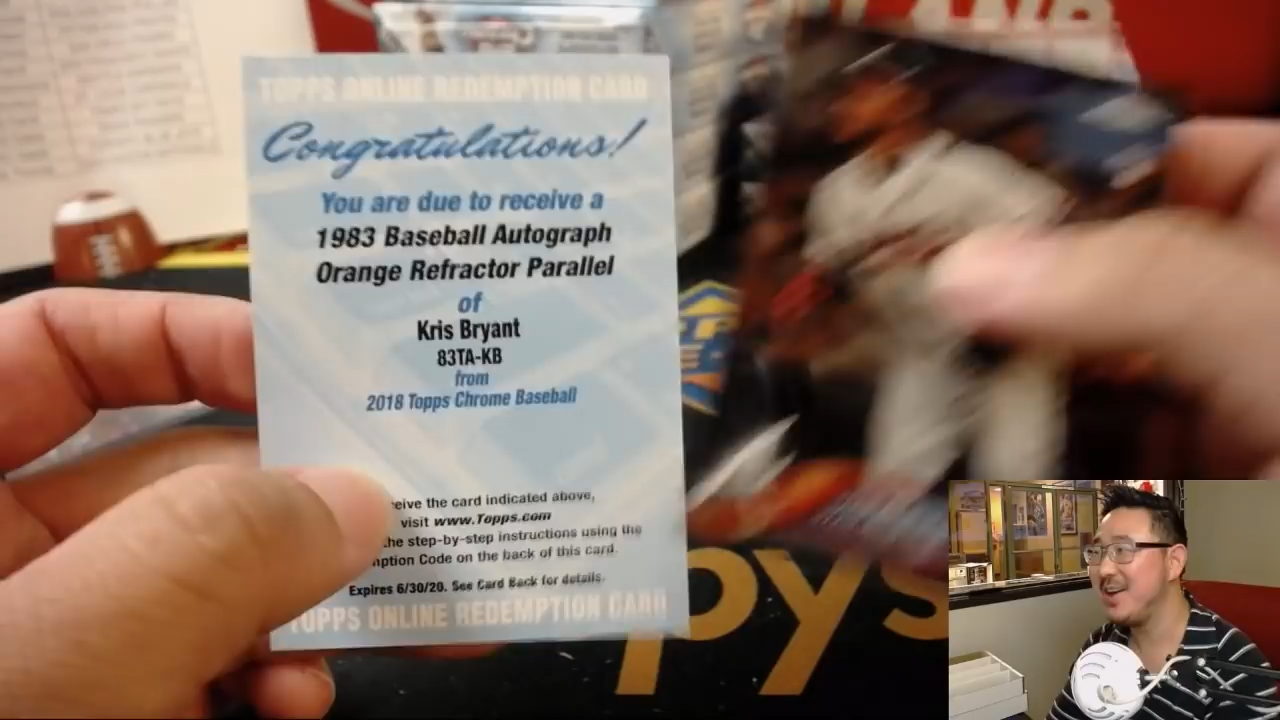 TOPPS ONLINE REDEMPTION CARD
Congratulations!
You are due to receive a
1983 Baseball Autograph
Orange Refractor Parallel
of
Kris Bryant
83TA-KB
from
2018 Topps Chrome Baseball
eive the card indicated above,
visit www.Topps.com
the step-by-step instructions using the
ption Code on the back of this card.
Expires 6/30/20. See Card Back for details.
TOPPS ONLINE REDEMPTION CARD
pys